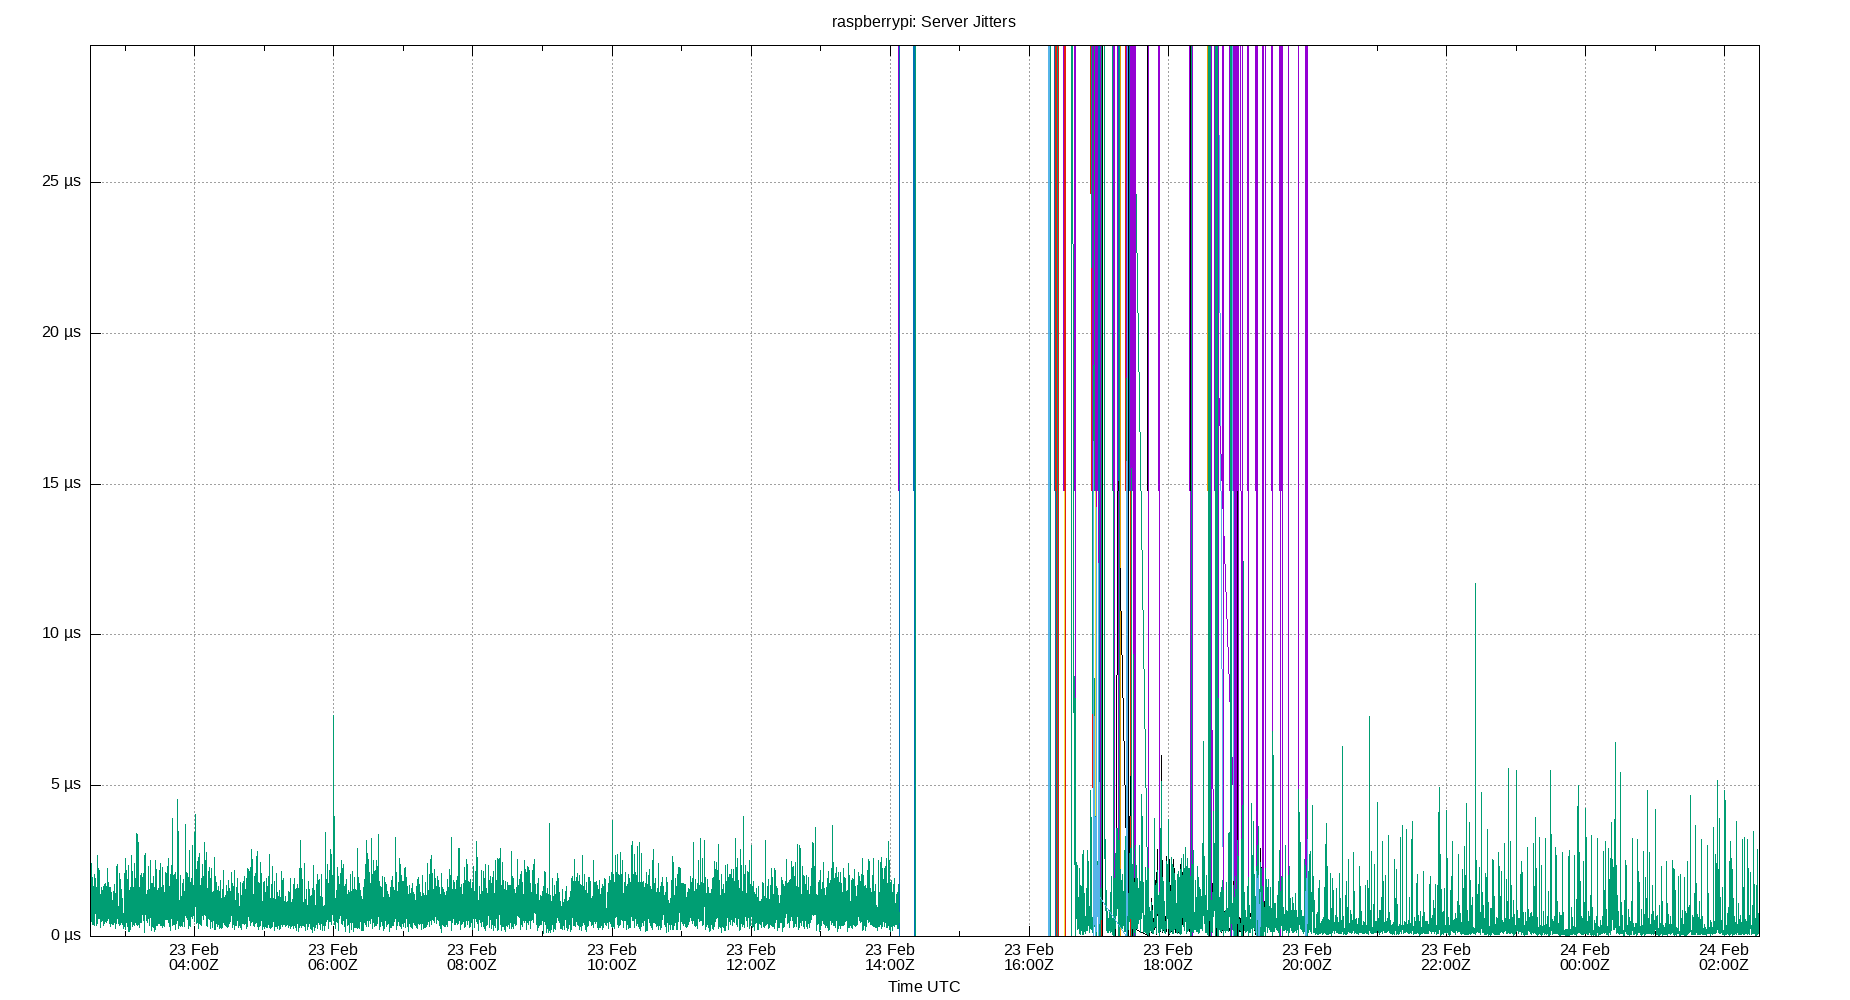 raspberrypi: Server Jitters
25 µs
20 µs
15 µs
10 µs
5 µs
0 µs
23 Feb 23 Feb 23 Feb 23 Feb 23 Feb 23 Feb 23 Feb 23 Feb 23 Feb 23 Feb 24 Feb 24 Feb
04:00Z 06:00Z 08:00Z 10:00Z 12:00Z 14:00Z 16:00Z 18:00Z 20:00Z 22:00Z 00:00Z 02:00Z
Time UTC